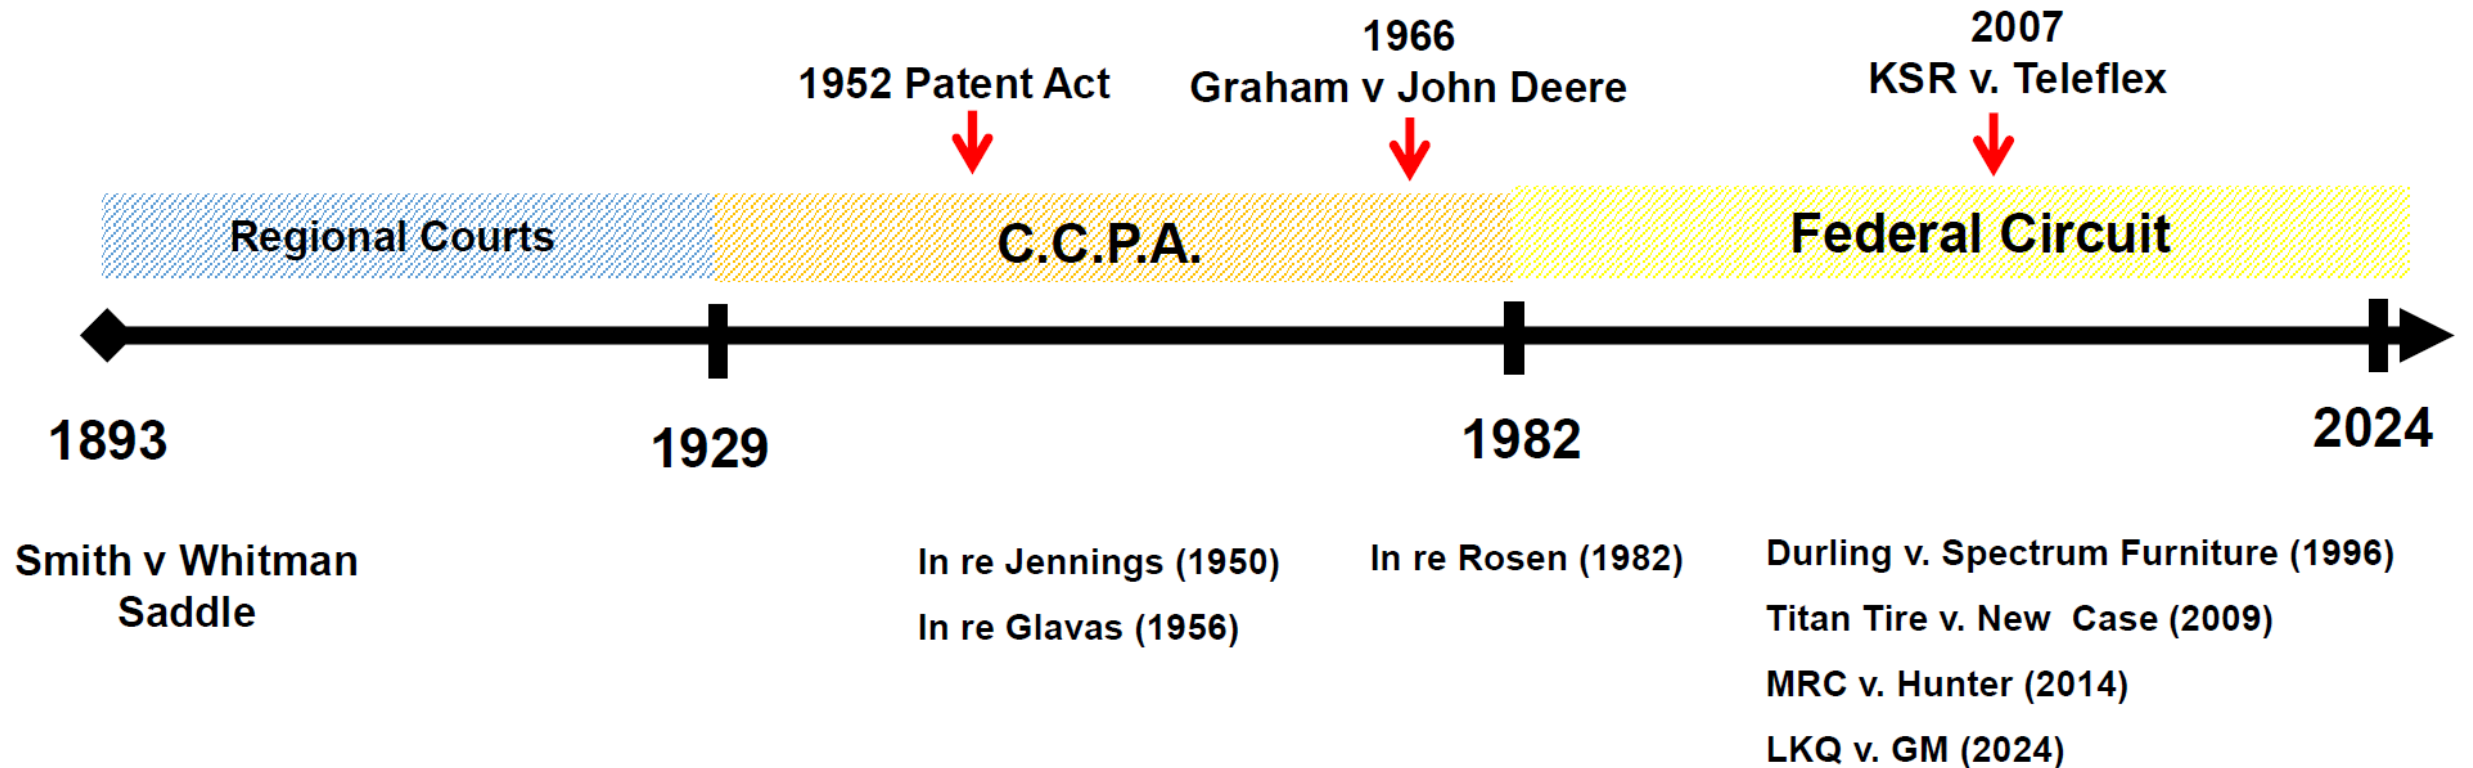 1952 Patent Act
1966
Graham v John Deere
2007
KSR v. Teleflex
Regional Courts
C.C.P.A.
Federal Circuit
1893
1929
1982
2024
Smith v Whitman
Saddle
In re Jennings (1950)
In re Glavas (1956)
In re Rosen (1982)
Durling v. Spectrum Furniture (1996)
Titan Tire v. New  Case (2009)
MRC v. Hunter (2014)
LKQ v. GM (2024)